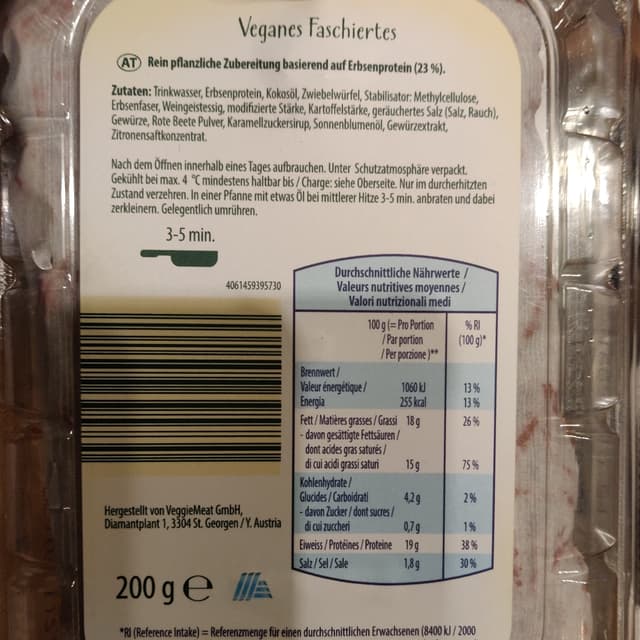 Veganes Faschiertes
AT Rein pflanzliche Zubereitung basierend auf Erbsenprotein (23 %).
Zutaten: Trinkwasser, Erbsenprotein, Kokosöl, Zwiebelwürfel, Stabilisator: Methylcellulose,
Erbsenfaser, Weingeistessig, modifizierte Stärke, Kartoffelstärke, geräuchertes Salz (Salz, Rauch),
Gewürze, Rote Beete Pulver, Karamellzuckersirup, Sonnenblumenöl, Gewürzextrakt,
Zitronensaftkonzentrat.
Nach dem Öffnen innerhalb eines Tages aufbrauchen. Unter Schutzatmosphäre verpackt.
Gekühlt bei max. 4 °C mindestens haltbar bis / Charge: siehe Oberseite. Nur im durcherhitzten
Zustand verzehren. In einer Pfanne mit etwas Öl bei mittlerer Hitze 3-5 min. anbraten und dabei
zerkleinern. Gelegentlich umrühren.
3-5 min.
4061459395730
Durchschnittliche Nährwerte /
Valeurs nutritives moyennes /
Valori nutrizionali medi
100 g (= Pro Portion % RI
/ Par portion (100 g)*
/ Per porzione )**
Brennwert /
Valeur énergétique / 1060 kJ 13 %
Energia 255 kcal 13 %
Fett / Matières grasses / Grassi 18 g 26 %
- davon gesättigte Fettsäuren /
dont acides gras saturés /
di cui acidi grassi saturi 15 g 75 %
Kohlenhydrate /
Glucides / Carboidrati 4,2 g 2 %
- davon Zucker / dont sucres /
di cui zuccheri 0,7 g 1 %
Eiweiss / Protéines / Proteine 19 g 38 %
Salz / Sel / Sale 1,8 g 30 %
Hergestellt von VeggieMeat GmbH,
Diamantplant 1, 3304 St. Georgen / Y. Austria
200 g e
*RI (Reference Intake) = Referenzmenge für einen durchschnittlichen Erwachsenen (8400 kJ / 2000